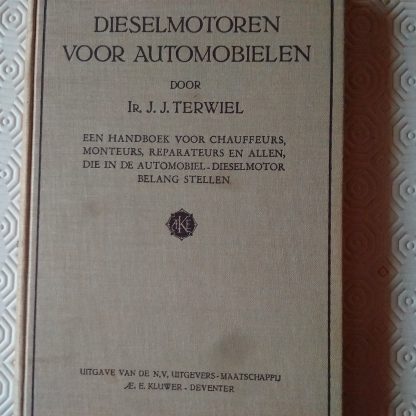 DIESELMOTOREN
VOOR AUTOMOBIELEN
DOOR
IR. J. J. TERWIEL
EEN HANDBOEK VOOR CHAUFFEURS,
MONTEURS, REPARATEURS EN ALLEN,
DIE IN DE AUTOMOBIEL-DIESELMOTOR
BELANG STELLEN
ÆK
UITGAVE VAN DE N.V. UITGEVERS-MAATSCHAPPIJ
Æ. E. KLUWER - DEVENTER